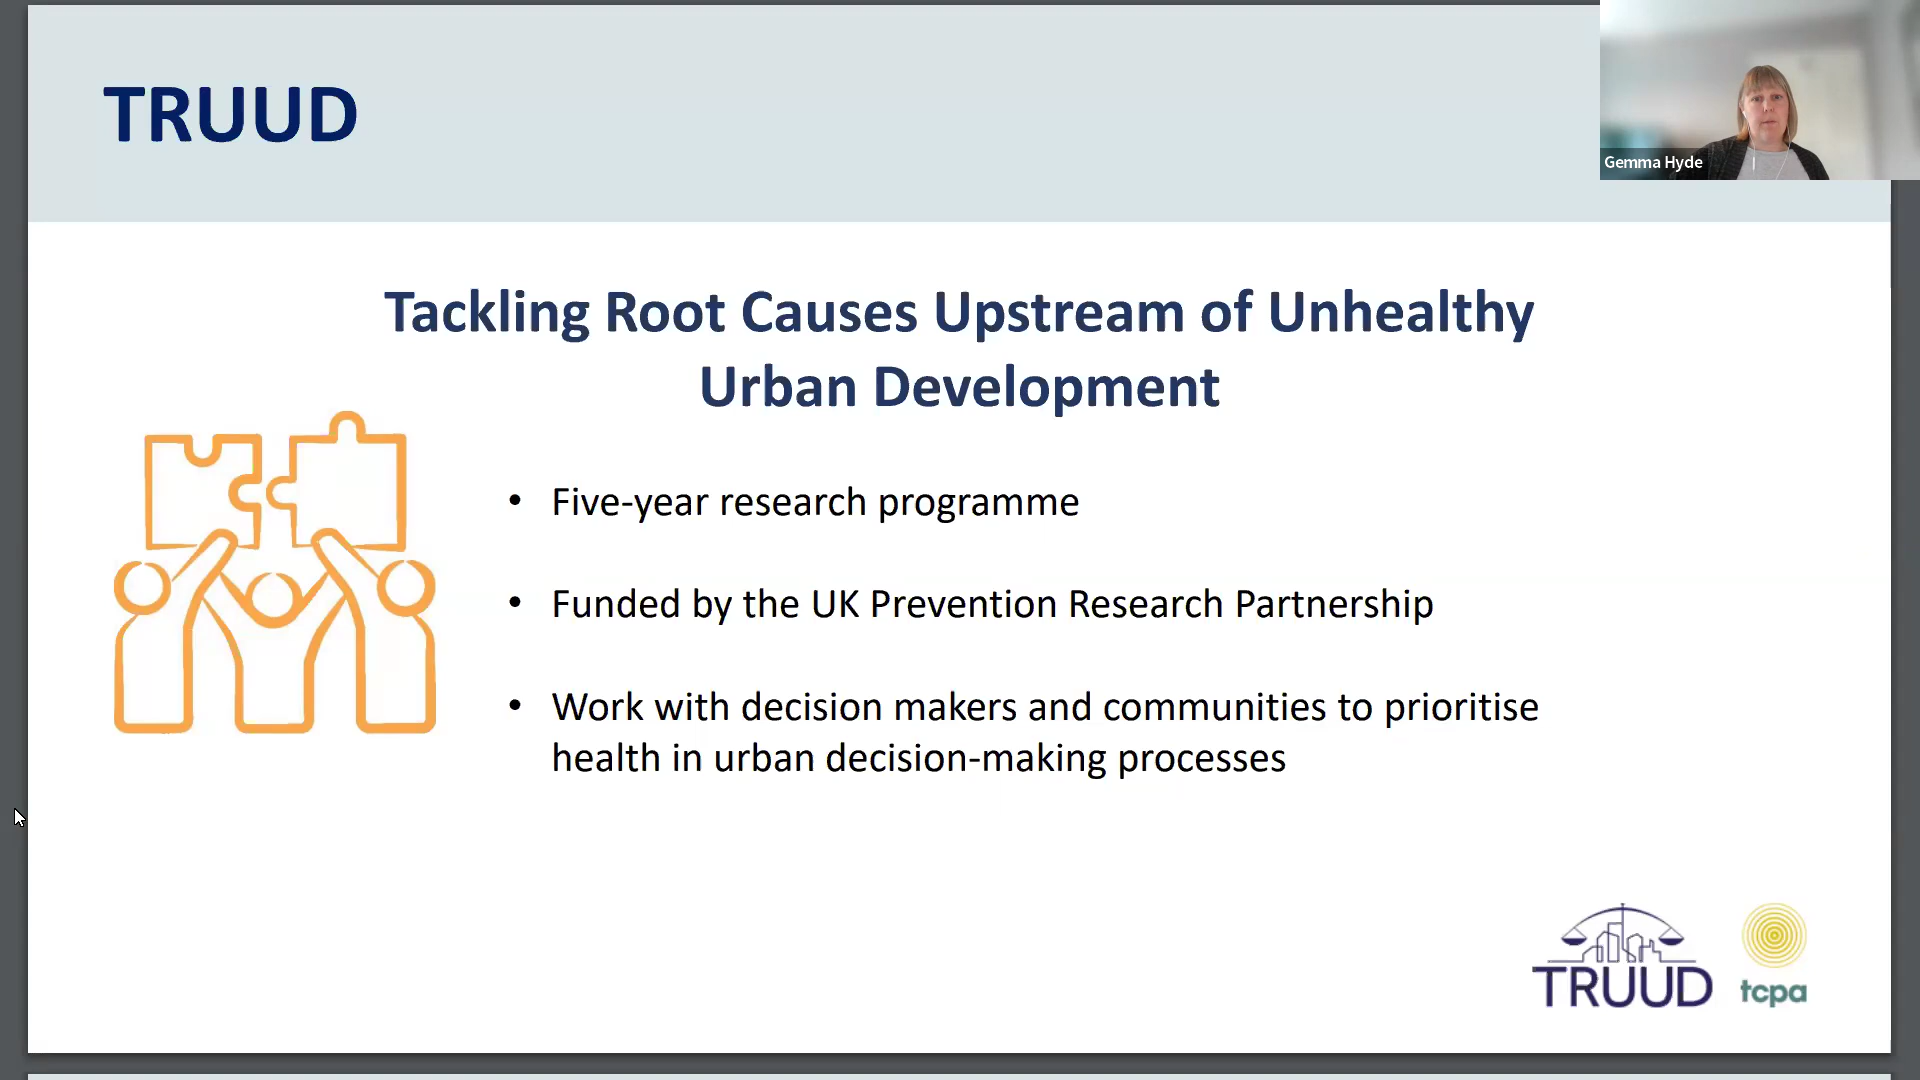 TRUUD
Gemma Hyde
Tackling Root Causes Upstream of Unhealthy
Urban Development
• Five-year research programme
• Funded by the UK Prevention Research Partnership
• Work with decision makers and communities to prioritise
health in urban decision-making processes
TRUUD
tcpa